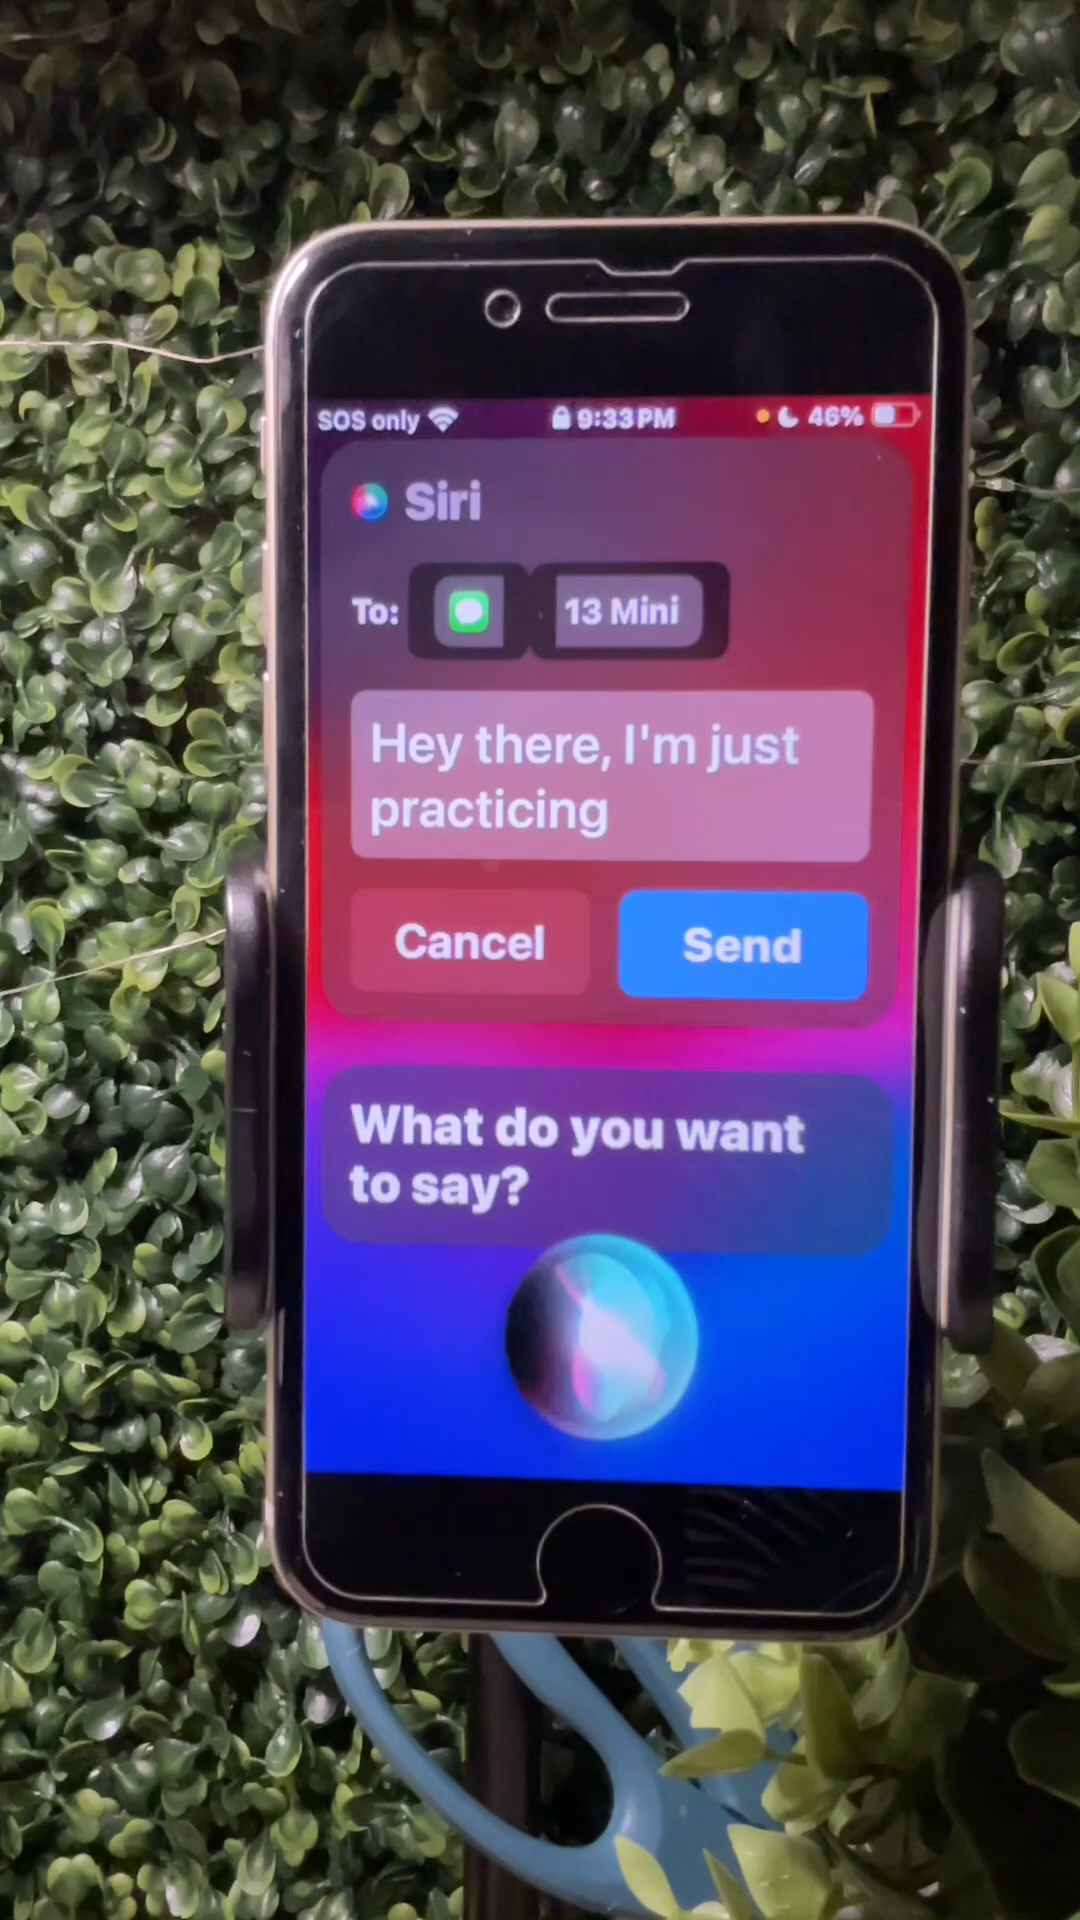 SOS only 9:33 PM 46%
Siri
To: 13 Mini
Hey there, I'm just
practicing
Cancel Send
What do you want
to say?